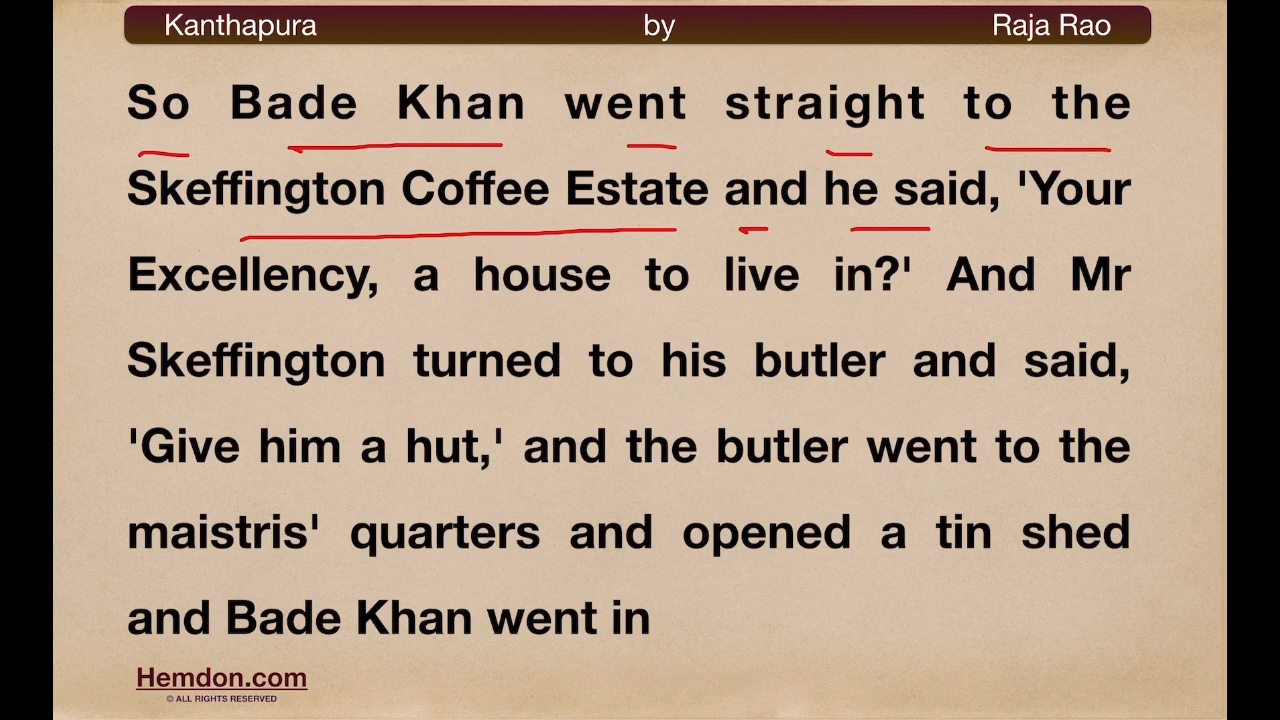 Kanthapura by Raja Rao
So Bade Khan went straight to the
Skeffington Coffee Estate and he said, 'Your
Excellency, a house to live in?' And Mr
Skeffington turned to his butler and said,
'Give him a hut,' and the butler went to the
maistris' quarters and opened a tin shed
and Bade Khan went in
Hemdon.com
© ALL RIGHTS RESERVED